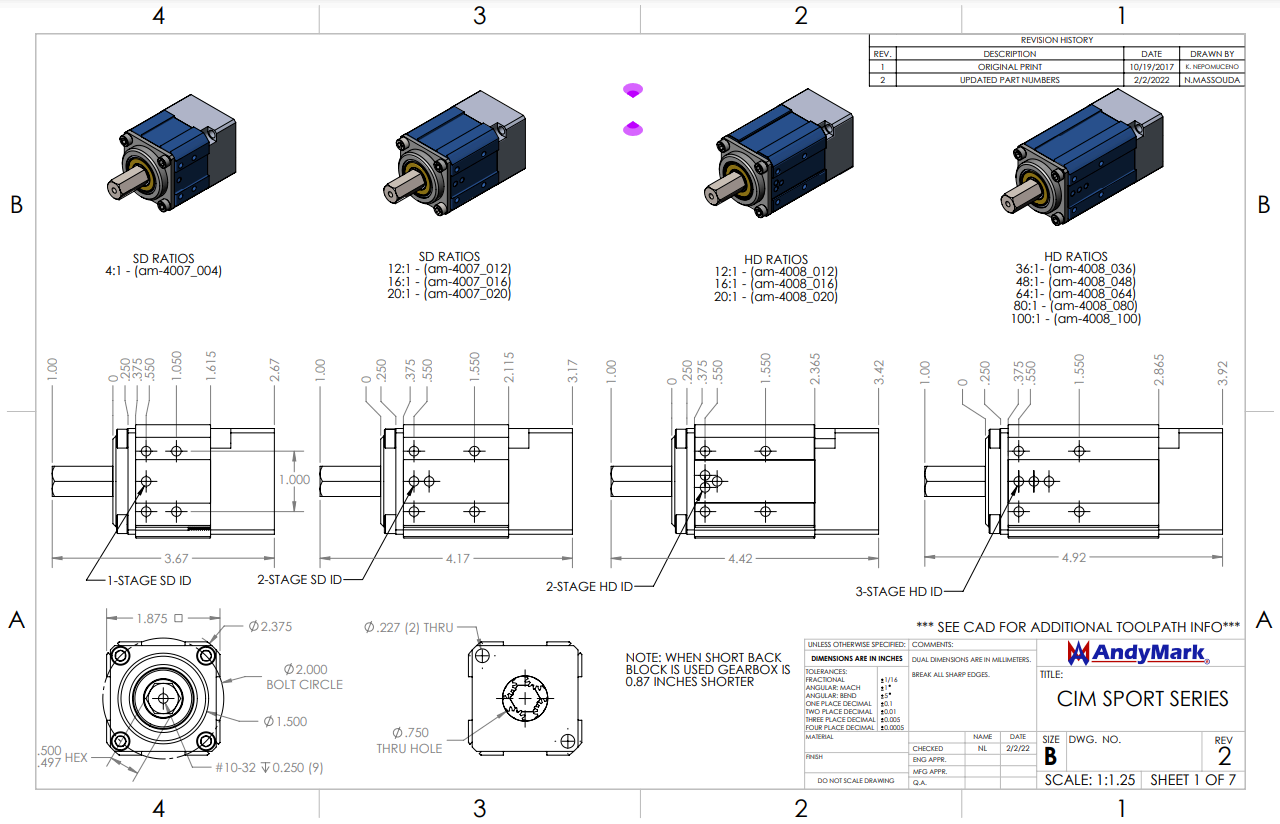 4 3 2 1
REVISION HISTORY
REV. DESCRIPTION DATE DRAWN BY
1 ORIGINAL PRINT 10/19/2017 K. NEPOMUCENO
2 UPDATED PART NUMBERS 2/2/2022 N.MASSOUDA
B B
SD RATIOS
4:1 - (am-4007_004)
SD RATIOS
12:1 - (am-4007_012)
16:1 - (am-4007_016)
20:1 - (am-4007_020)
HD RATIOS
12:1 - (am-4008_012)
16:1 - (am-4008_016)
20:1 - (am-4008_020)
HD RATIOS
36:1- (am-4008_036)
48:1- (am-4008_048)
64:1- (am-4008_064)
80:1 - (am-4008_080)
100:1 - (am-4008_100)
1.00 0 .250 .375 .550 1.050 1.615 2.67
1.00 0 .250 .375 .550 1.550 2.115 3.17
1.00 0 .250 .375 .550 1.550 2.365 3.42
1.00 0 .250 .375 .550 1.550 2.865 3.92
1.000
3.67 4.17 4.42 4.92
1-STAGE SD ID
2-STAGE SD ID
2-STAGE HD ID
3-STAGE HD ID
A A
1.875 □
Ø2.375
Ø2.000
BOLT CIRCLE
Ø1.500
.500
.497 HEX
#10-32 ↧0.250 (9)
Ø.227 (2) THRU
Ø.750
THRU HOLE
NOTE: WHEN SHORT BACK
BLOCK IS USED GEARBOX IS
0.87 INCHES SHORTER
*** SEE CAD FOR ADDITIONAL TOOLPATH INFO***
UNLESS OTHERWISE SPECIFIED:
DIMENSIONS ARE IN INCHES
TOLERANCES:
FRACTIONAL ±1/16
ANGULAR: MACH ±1°
ANGULAR: BEND ±5°
ONE PLACE DECIMAL ±0.1
TWO PLACE DECIMAL ±0.01
THREE PLACE DECIMAL ±0.005
FOUR PLACE DECIMAL ±0.0005
MATERIAL
FINISH
DO NOT SCALE DRAWING
COMMENTS:
DUAL DIMENSIONS ARE IN MILLIMETERS.
BREAK ALL SHARP EDGES.
NAME DATE
CHECKED NL 2/2/22
ENG APPR.
MFG APPR.
Q.A.
AndyMark®
TITLE:
CIM SPORT SERIES
SIZE DWG. NO. REV
B 2
SCALE: 1:1.25 SHEET 1 OF 7
4 3 2 1